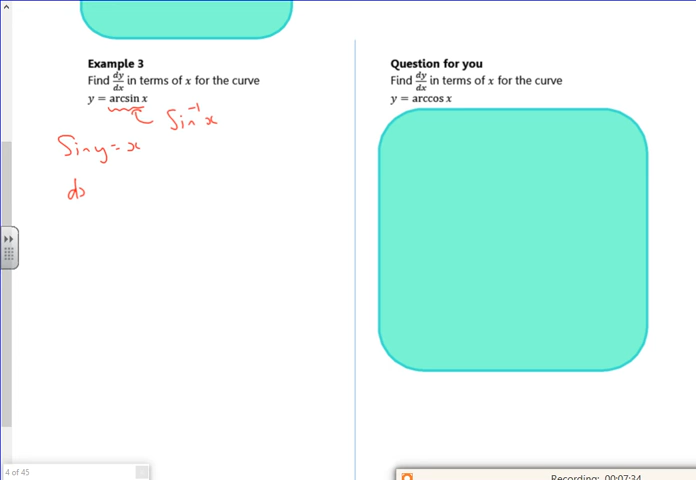 Example 3
Find dy/dx in terms of x for the curve
y = arcsin x
Sin⁻¹ x
Sin y = x
dx
Question for you
Find dy/dx in terms of x for the curve
y = arccos x
4 of 45
Recording: 00:07:34